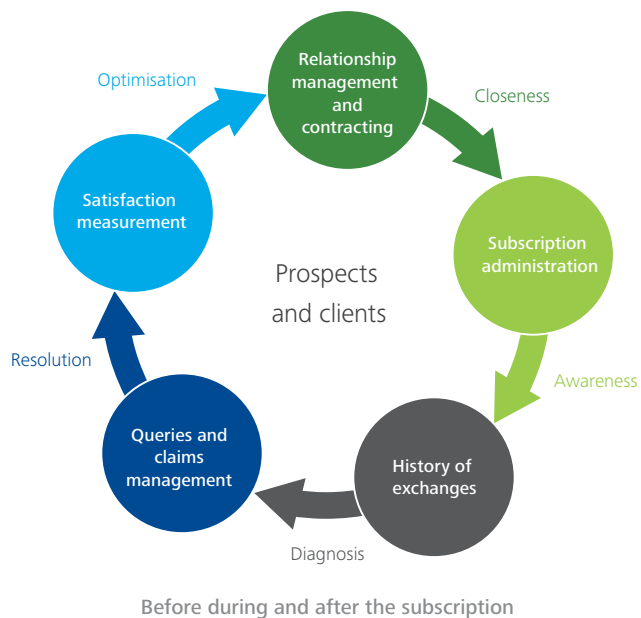 Relationship
management
and
contracting
Closeness
Subscription
administration
Awareness
History of
exchanges
Diagnosis
Queries and
claims
management
Resolution
Satisfaction
measurement
Optimisation
Prospects
and clients
Before during and after the subscription